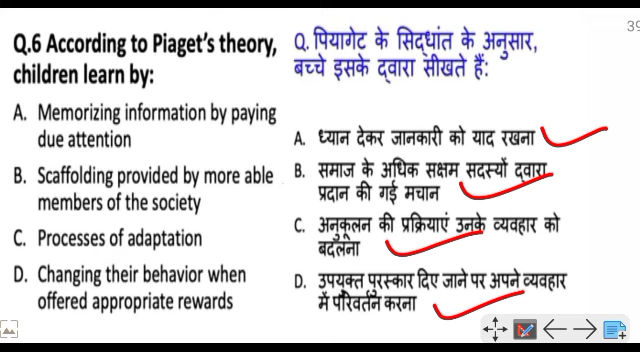 Q.6 According to Piaget's theory,
children learn by:
A. Memorizing information by paying
due attention
B. Scaffolding provided by more able
members of the society
C. Processes of adaptation
D. Changing their behavior when
offered appropriate rewards
Q. पियागेट के सिद्धांत के अनुसार,
बच्चे इसके द्वारा सीखते हैं:
A. ध्यान देकर जानकारी को याद रखना
B. समाज के अधिक सक्षम सदस्यों द्वारा
प्रदान की गई मचान
C. अनुकूलन की प्रक्रियाएं उनके व्यवहार को
बदलना
D. उपयुक्त पुरस्कार दिए जाने पर अपने व्यवहार
में परिवर्तन करना